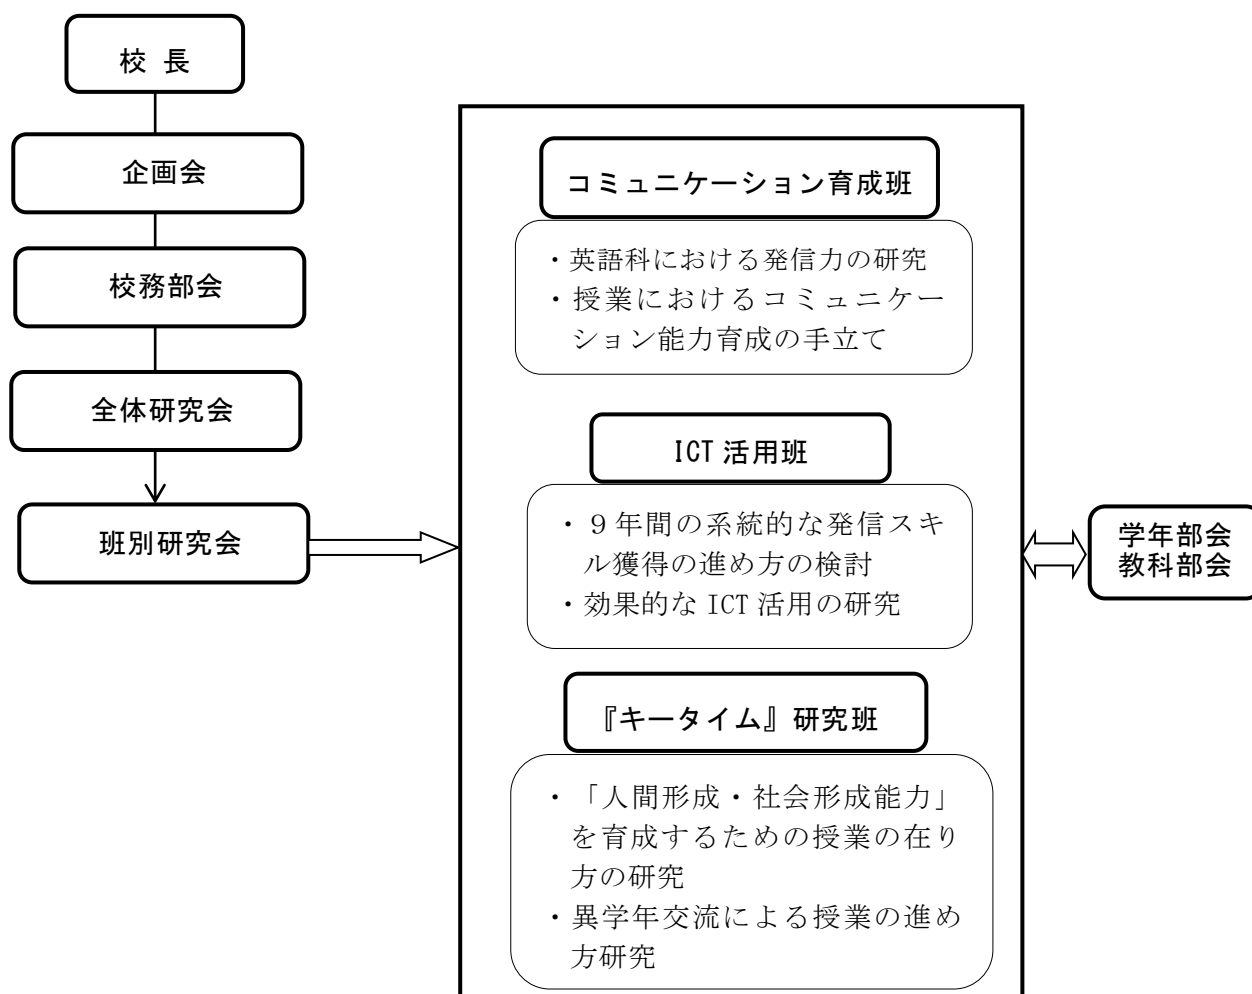 校 長
企画会
校務部会
全体研究会
班別研究会
コミュニケーション育成班
・英語科における発信力の研究
・授業におけるコミュニケー
ション能力育成の手立て
ICT 活用班
・９年間の系統的な発信スキ
ル獲得の進め方の検討
・効果的な ICT 活用の研究
『キータイム』研究班
・「人間形成・社会形成能力」
を育成するための授業の在り
方の研究
・異学年交流による授業の進め
方研究
学年部会
教科部会